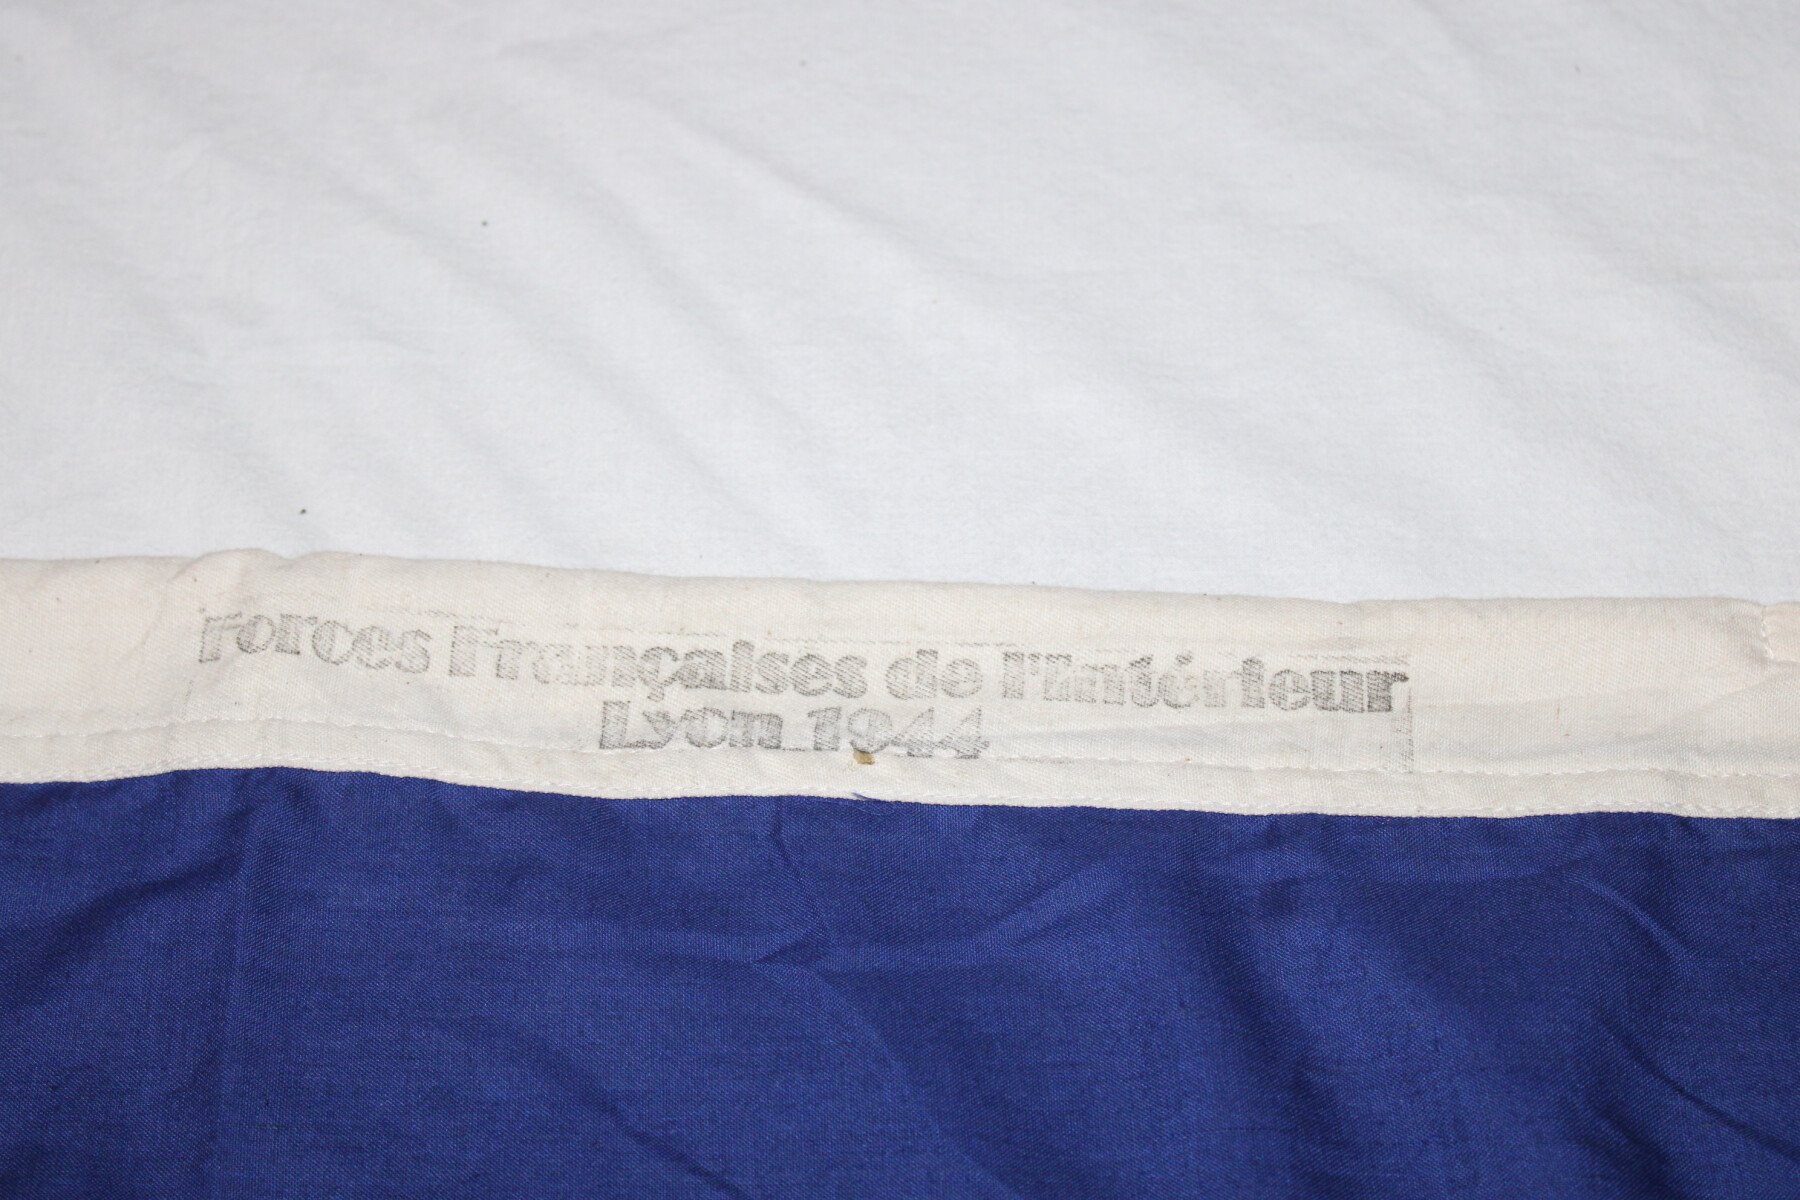 Forces Françaises de l'Intérieur
Lyon 1944